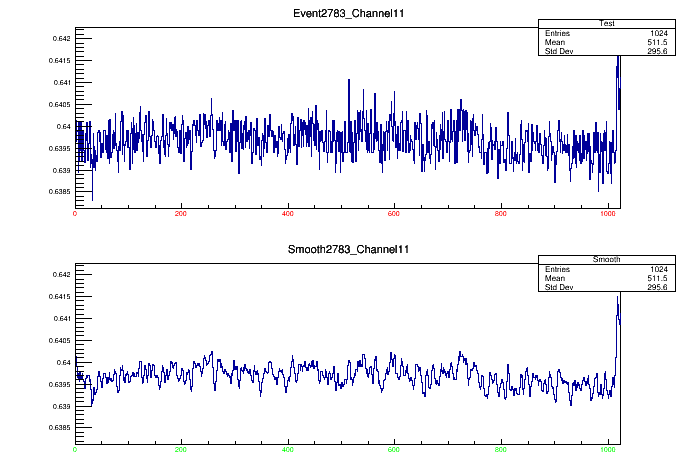 Event2783_Channel11
Test
Entries 1024
Mean 511.5
Std Dev 295.6
0.642
0.6415
0.641
0.6405
0.64
0.6395
0.639
0.6385
0 200 400 600 800 1000
Smooth2783_Channel11
Smooth
Entries 1024
Mean 511.5
Std Dev 295.6
0.642
0.6415
0.641
0.6405
0.64
0.6395
0.639
0.6385
0 200 400 600 800 1000